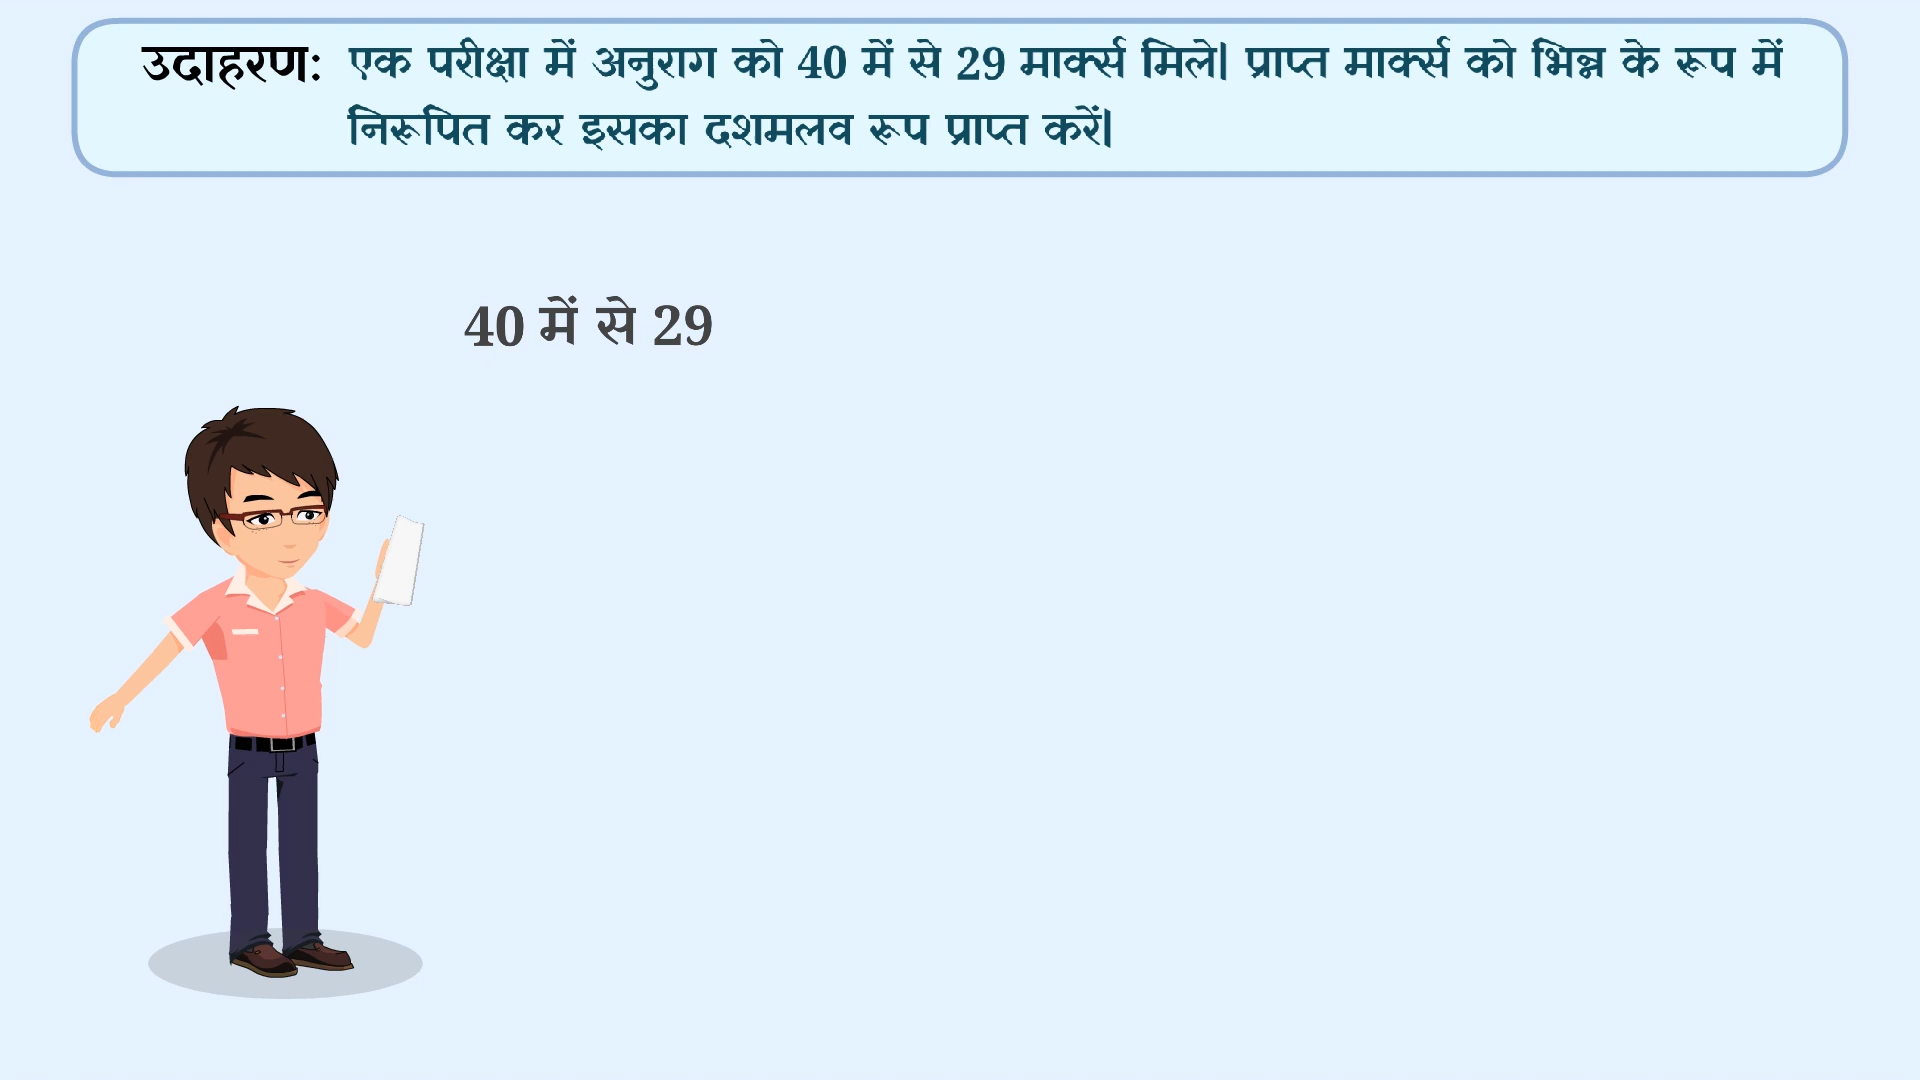 उदाहरण: एक परीक्षा में अनुराग को 40 में से 29 मार्क्स मिले। प्राप्त मार्क्स को भिन्न के रूप में
निरूपित कर इसका दशमलव रूप प्राप्त करें।
40 में से 29